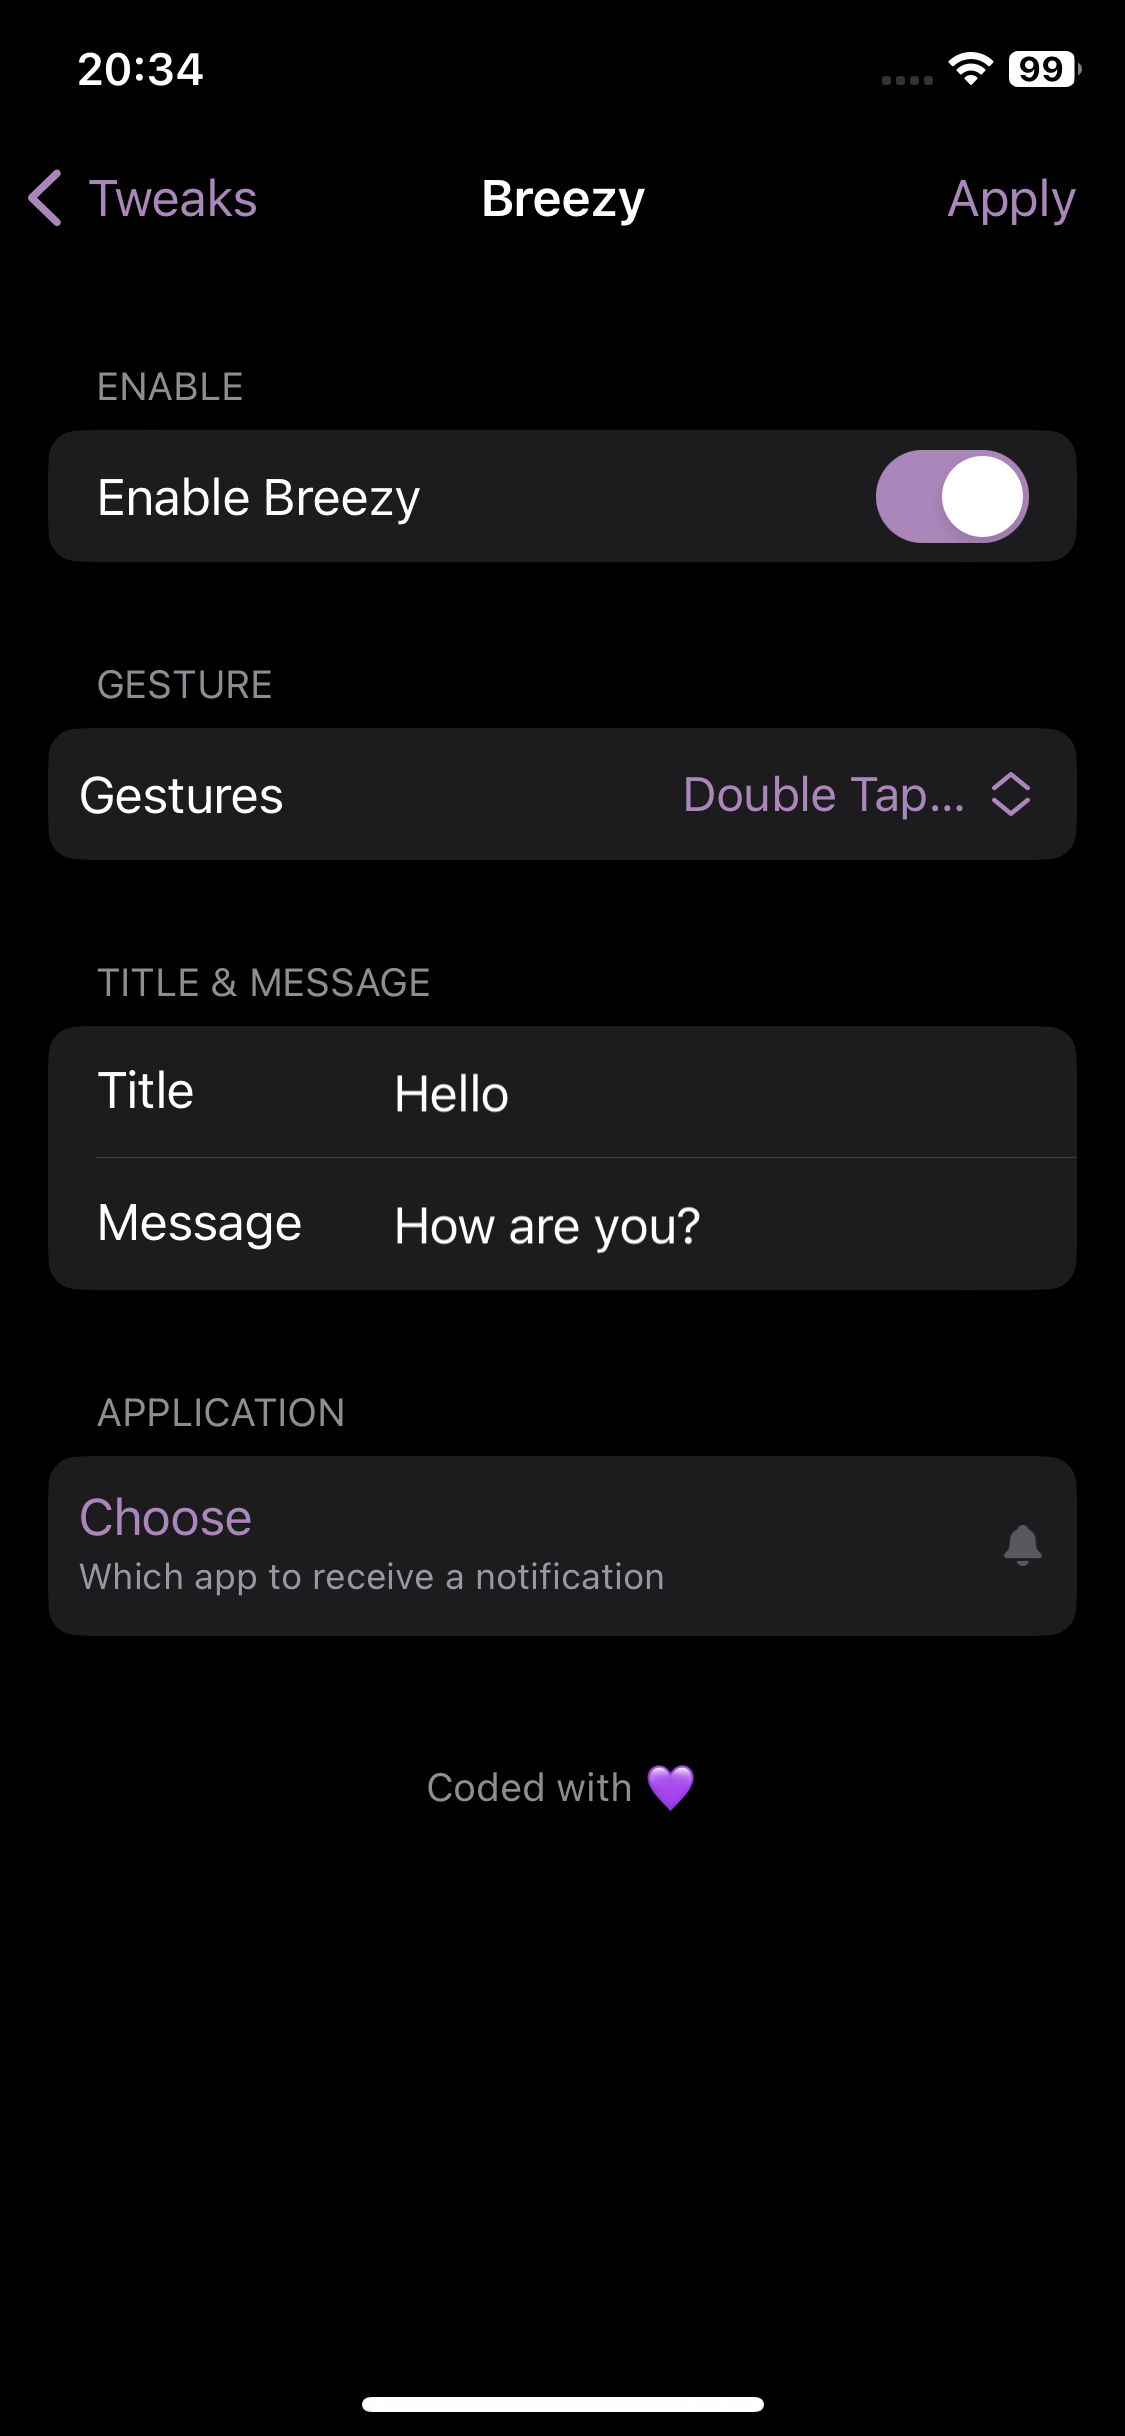 20:34
99
Tweaks
Breezy
Apply
ENABLE
Enable Breezy
GESTURE
Gestures
Double Tap...
TITLE & MESSAGE
Title
Hello
Message
How are you?
APPLICATION
Choose
Which app to receive a notification
Coded with 💜